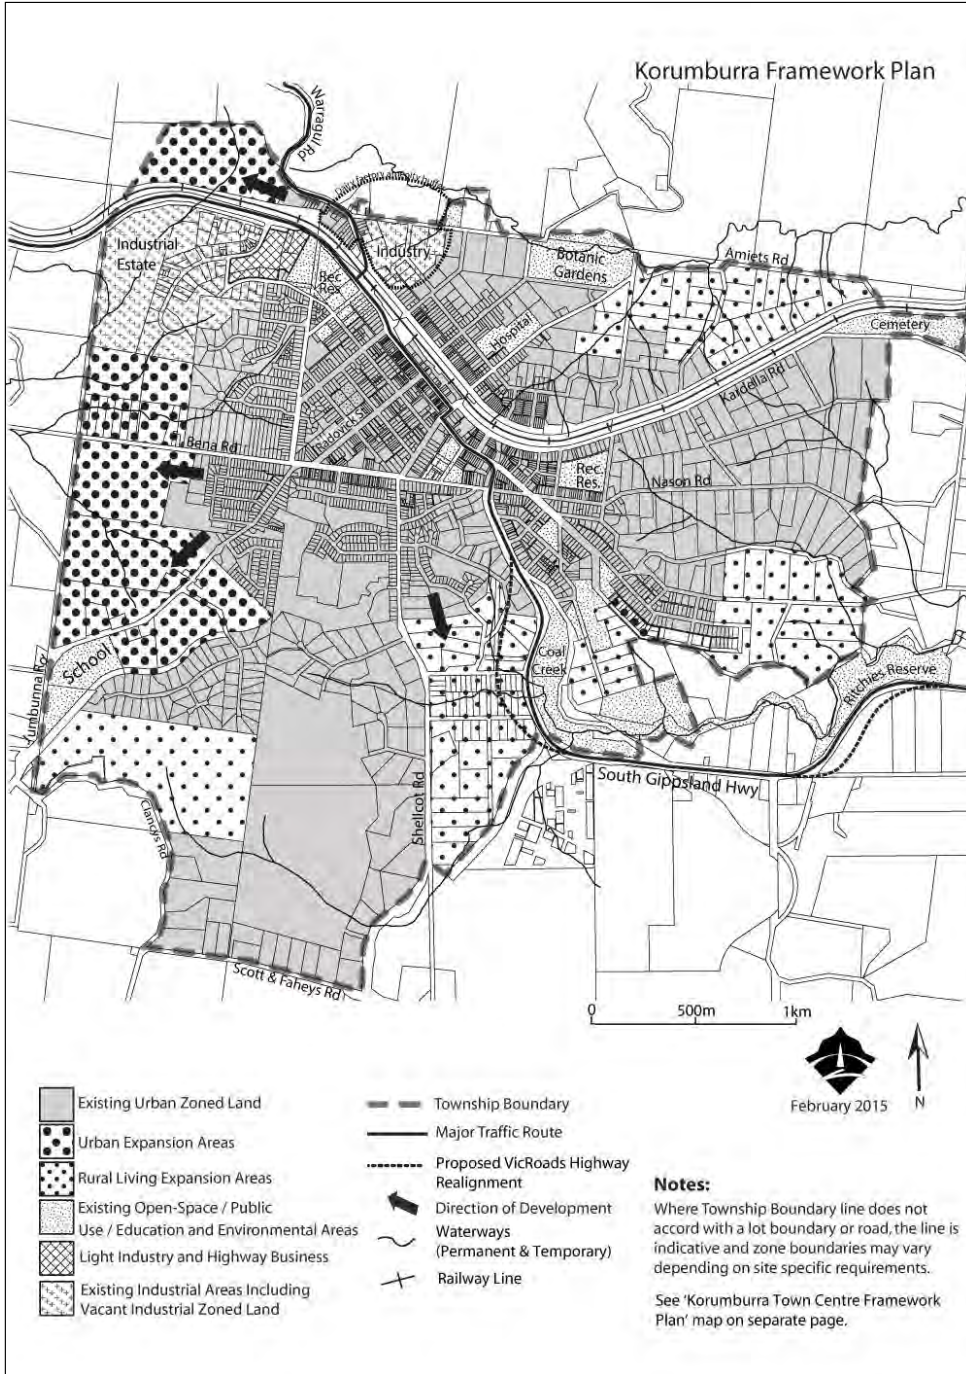 Korumburra Framework Plan
Warragul Rd
Dairy factory amenity buffer
Industrial
Estate
Industry
Rec
Res
Botanic
Gardens
Amiets Rd
Hospital
Cemetery
Kardella Rd
Radovick St
Bena Rd
Rec.
Res.
Nason Rd
School
Jumbunna Rd
Coal
Creek
Ritchies Reserve
South Gippsland Hwy
Shellcot Rd
Clancys Rd
Scott & Faheys Rd
0 500m 1km
February 2015
N
Existing Urban Zoned Land
Urban Expansion Areas
Rural Living Expansion Areas
Existing Open-Space / Public
Use / Education and Environmental Areas
Light Industry and Highway Business
Existing Industrial Areas Including
Vacant Industrial Zoned Land
Township Boundary
Major Traffic Route
Proposed VicRoads Highway
Realignment
Direction of Development
Waterways
(Permanent & Temporary)
Railway Line
Notes:
Where Township Boundary line does not
accord with a lot boundary or road, the line is
indicative and zone boundaries may vary
depending on site specific requirements.
See 'Korumburra Town Centre Framework
Plan' map on separate page.